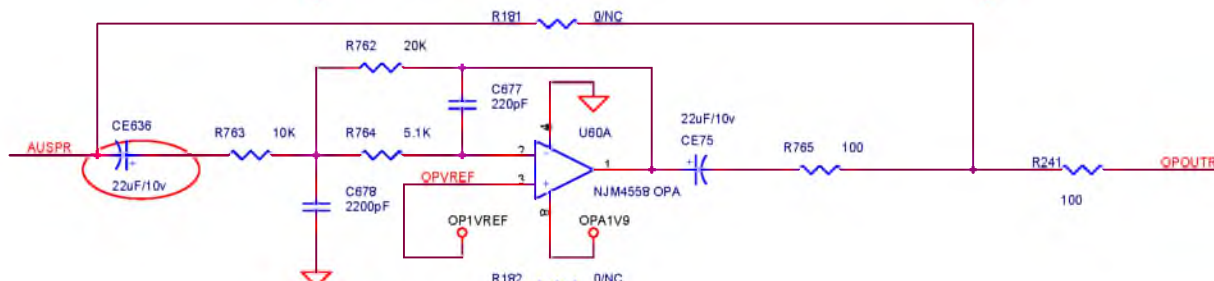 R181 0/NC
R762 20K
C677
220pF
U60A
22uF/10v
CE75
CE636
R763 10K
R764 5.1K
4
AUSPR
2
-
1
R765 100
R241
OPOUTR
+
22uF/10v
OPVREF
3
+
NJM4558 OPA
C678
2200pF
8
100
OP1VREF
OPA1V9
R182 0/NC